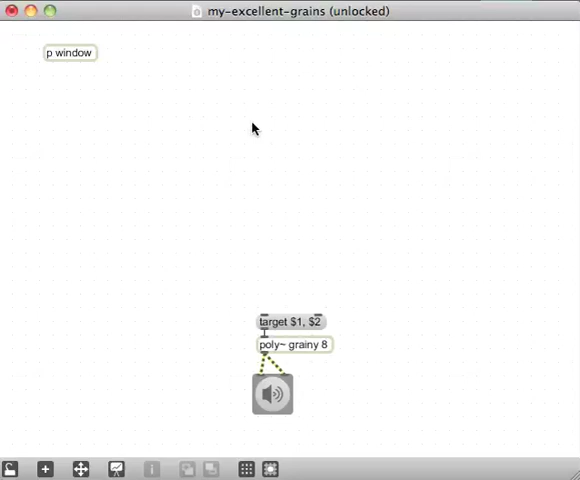 my-excellent-grains (unlocked)
p window
target $1, $2
poly~ grainy 8